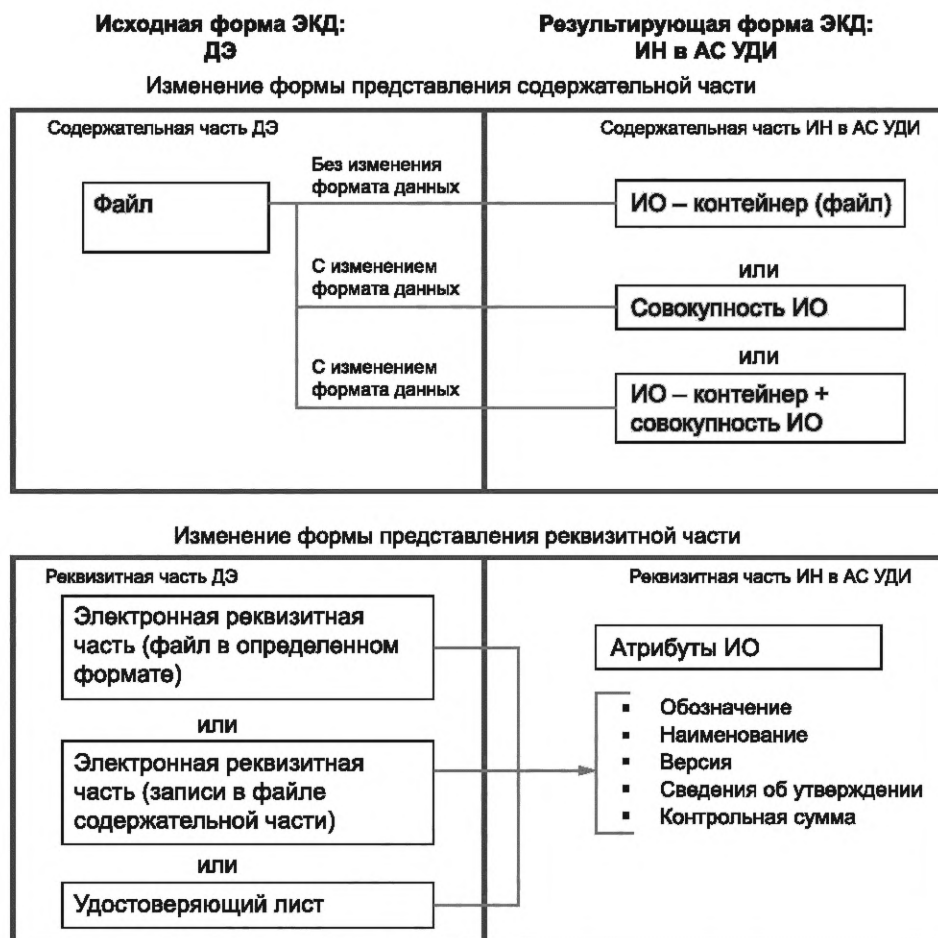 Исходная форма ЭКД:
ДЭ
Результирующая форма ЭКД:
ИН в АС УДИ
Изменение формы представления содержательной части
Содержательная часть ДЭ
Содержательная часть ИН в АС УДИ
Файл
Без изменения
формата данных
ИО – контейнер (файл)
или
С изменением
формата данных
Совокупность ИО
или
С изменением
формата данных
ИО – контейнер +
совокупность ИО
Изменение формы представления реквизитной части
Реквизитная часть ДЭ
Реквизитная часть ИН в АС УДИ
Электронная реквизитная
часть (файл в определенном
формате)
или
Электронная реквизитная
часть (записи в файле
содержательной части)
или
Удостоверяющий лист
Атрибуты ИО
▪ Обозначение
▪ Наименование
▪ Версия
▪ Сведения об утверждении
▪ Контрольная сумма